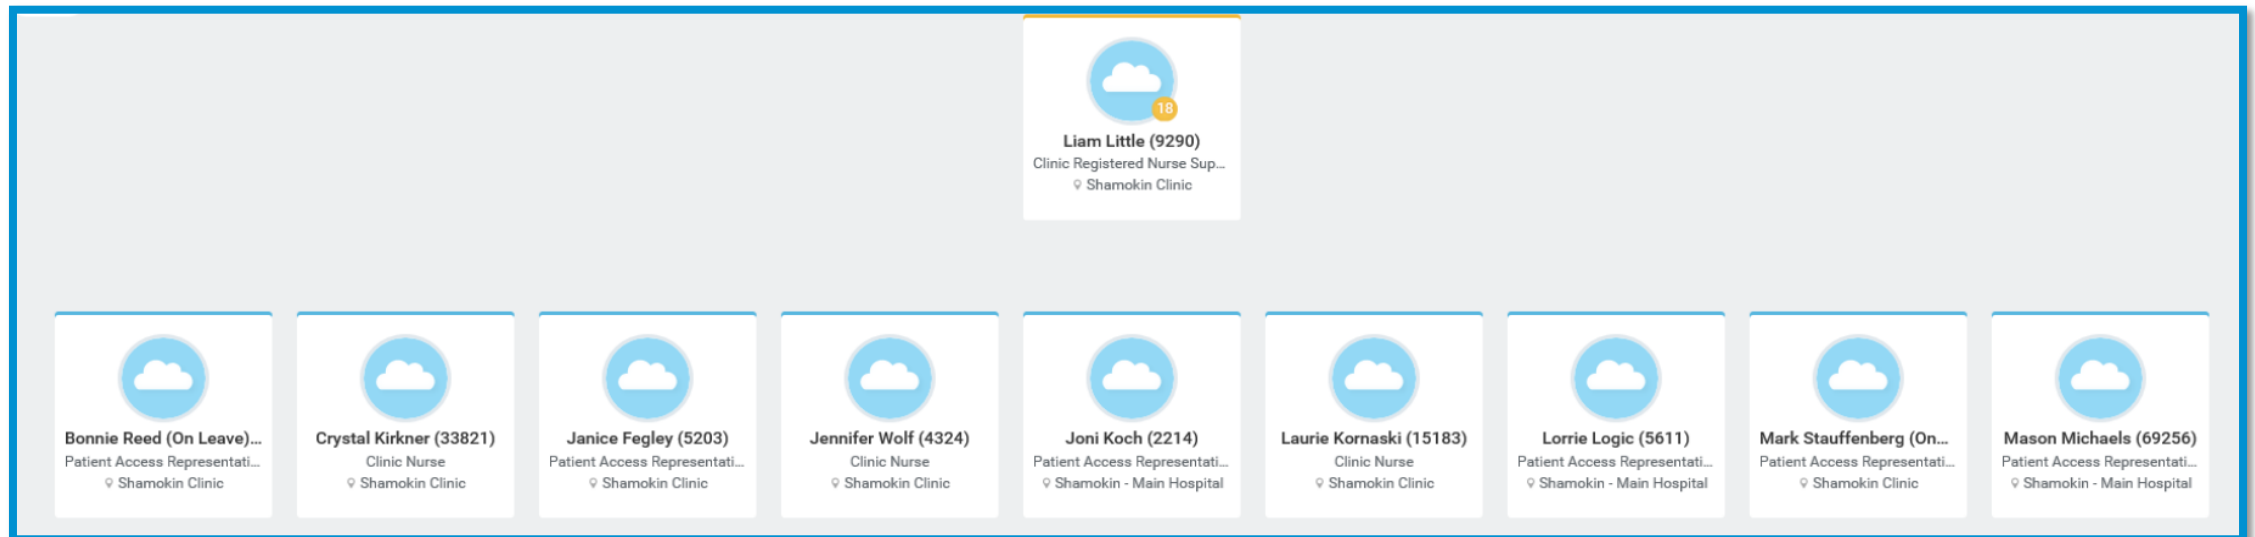 18
Liam Little (9290)
Clinic Registered Nurse Sup...
Shamokin Clinic
Bonnie Reed (On Leave)...
Patient Access Representati...
Shamokin Clinic
Crystal Kirkner (33821)
Clinic Nurse
Shamokin Clinic
Janice Fegley (5203)
Patient Access Representati...
Shamokin Clinic
Jennifer Wolf (4324)
Clinic Nurse
Shamokin Clinic
Joni Koch (2214)
Patient Access Representati...
Shamokin - Main Hospital
Laurie Kornaski (15183)
Clinic Nurse
Shamokin Clinic
Lorrie Logic (5611)
Patient Access Representati...
Shamokin - Main Hospital
Mark Stauffenberg (On...
Patient Access Representati...
Shamokin Clinic
Mason Michaels (69256)
Patient Access Representati...
Shamokin - Main Hospital